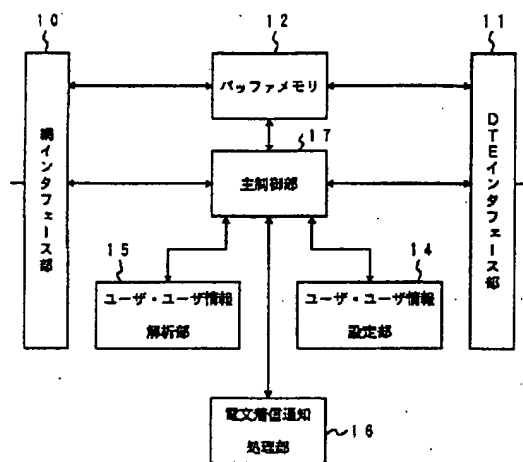 10
12
11
バッファメモリ
17
網インタフェース部
主制御部
DTEインタフェース部
15
14
ユーザ・ユーザ情報
解析部
ユーザ・ユーザ情報
設定部
電文着信通知
処理部
16